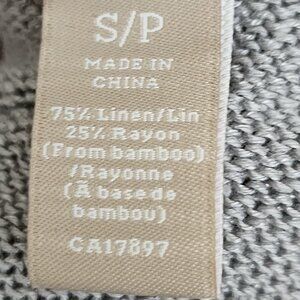 S/P
MADE IN
CHINA
75% Linen/Lin
25% Rayon
(From bamboo)
/Rayonne
(Ã base de
bambou)
CA17897